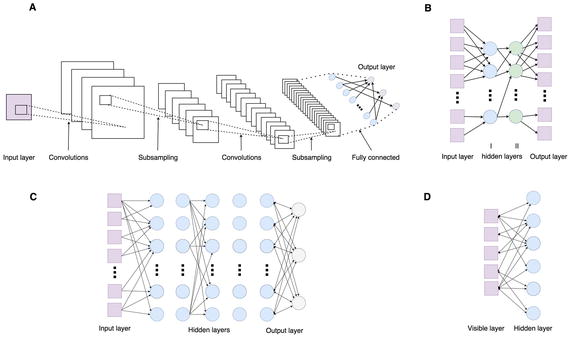 A
Output layer
Input layer
Convolutions
Subsampling
Convolutions
Subsampling
Fully connected
B
I
II
Input layer
hidden layers
Output layer
C
Input layer
Hidden layers
Output layer
D
Visible layer
Hidden layer